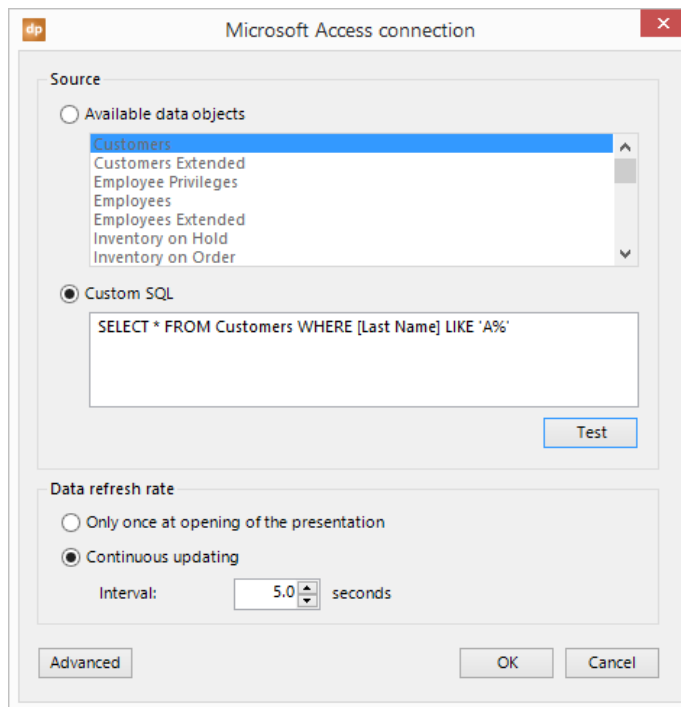 dp
Microsoft Access connection
Source
Available data objects
Customers
Customers Extended
Employee Privileges
Employees
Employees Extended
Inventory on Hold
Inventory on Order
Custom SQL
SELECT * FROM Customers WHERE [Last Name] LIKE 'A%'
Test
Data refresh rate
Only once at opening of the presentation
Continuous updating
Interval: 5.0 seconds
Advanced OK Cancel